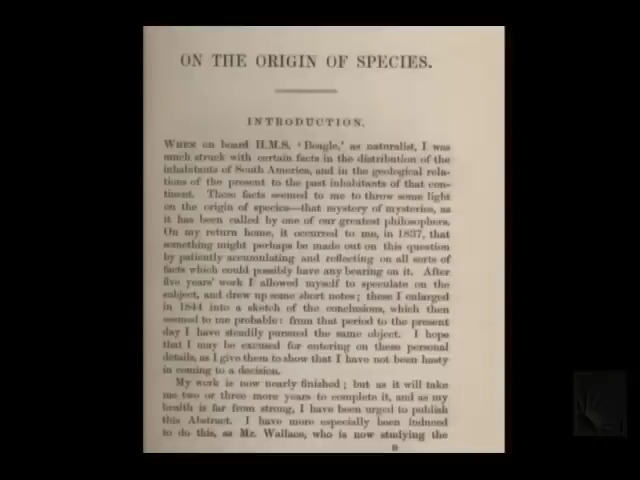 ON THE ORIGIN OF SPECIES.
INTRODUCTION.
WHEN on board H.M.S. 'Beagle,' as naturalist, I was
much struck with certain facts in the distribution of the
inhabitants of South America, and in the geological rela-
tions of the present to the past inhabitants of that con-
tinent. These facts seemed to me to throw some light
on the origin of species—that mystery of mysteries, as
it has been called by one of our greatest philosophers.
On my return home, it occurred to me, in 1837, that
something might perhaps be made out on this question
by patiently accumulating and reflecting on all sorts of
facts which could possibly have any bearing on it. After
five years' work I allowed myself to speculate on the
subject, and drew up some short notes; these I enlarged
in 1844 into a sketch of the conclusions, which then
seemed to me probable: from that period to the present
day I have steadily pursued the same object. I hope
that I may be excused for entering on these personal
details, as I give them to show that I have not been hasty
in coming to a decision.
My work is now nearly finished; but as it will take
me two or three more years to complete it, and as my
health is far from strong, I have been urged to publish
this Abstract. I have more especially been induced
to do this, as Mr. Wallace, who is now studying the
B